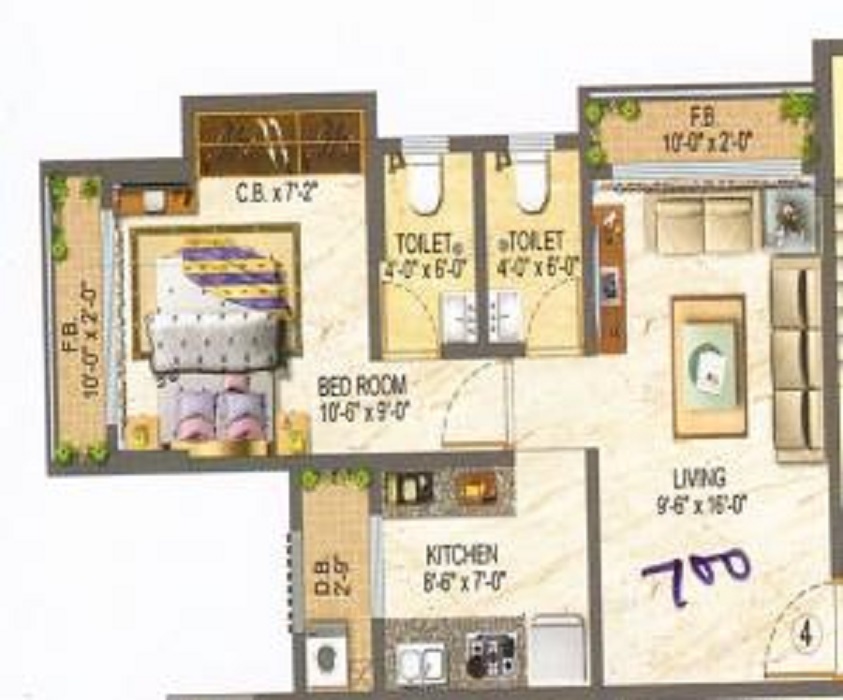 F.B.
10'-0" x 2'-0"
C.B. x 7'-2"
TOILET
4'-0" x 6'-0"
TOILET
4'-0" x 6'-0"
F.B.
10'-0" x 2'-0"
BED ROOM
10'-6" x 9'-0"
LIVING
9'-6" x 16'-0"
D.B.
2'-9"
KITCHEN
6'-6" x 7'-0"
700
4